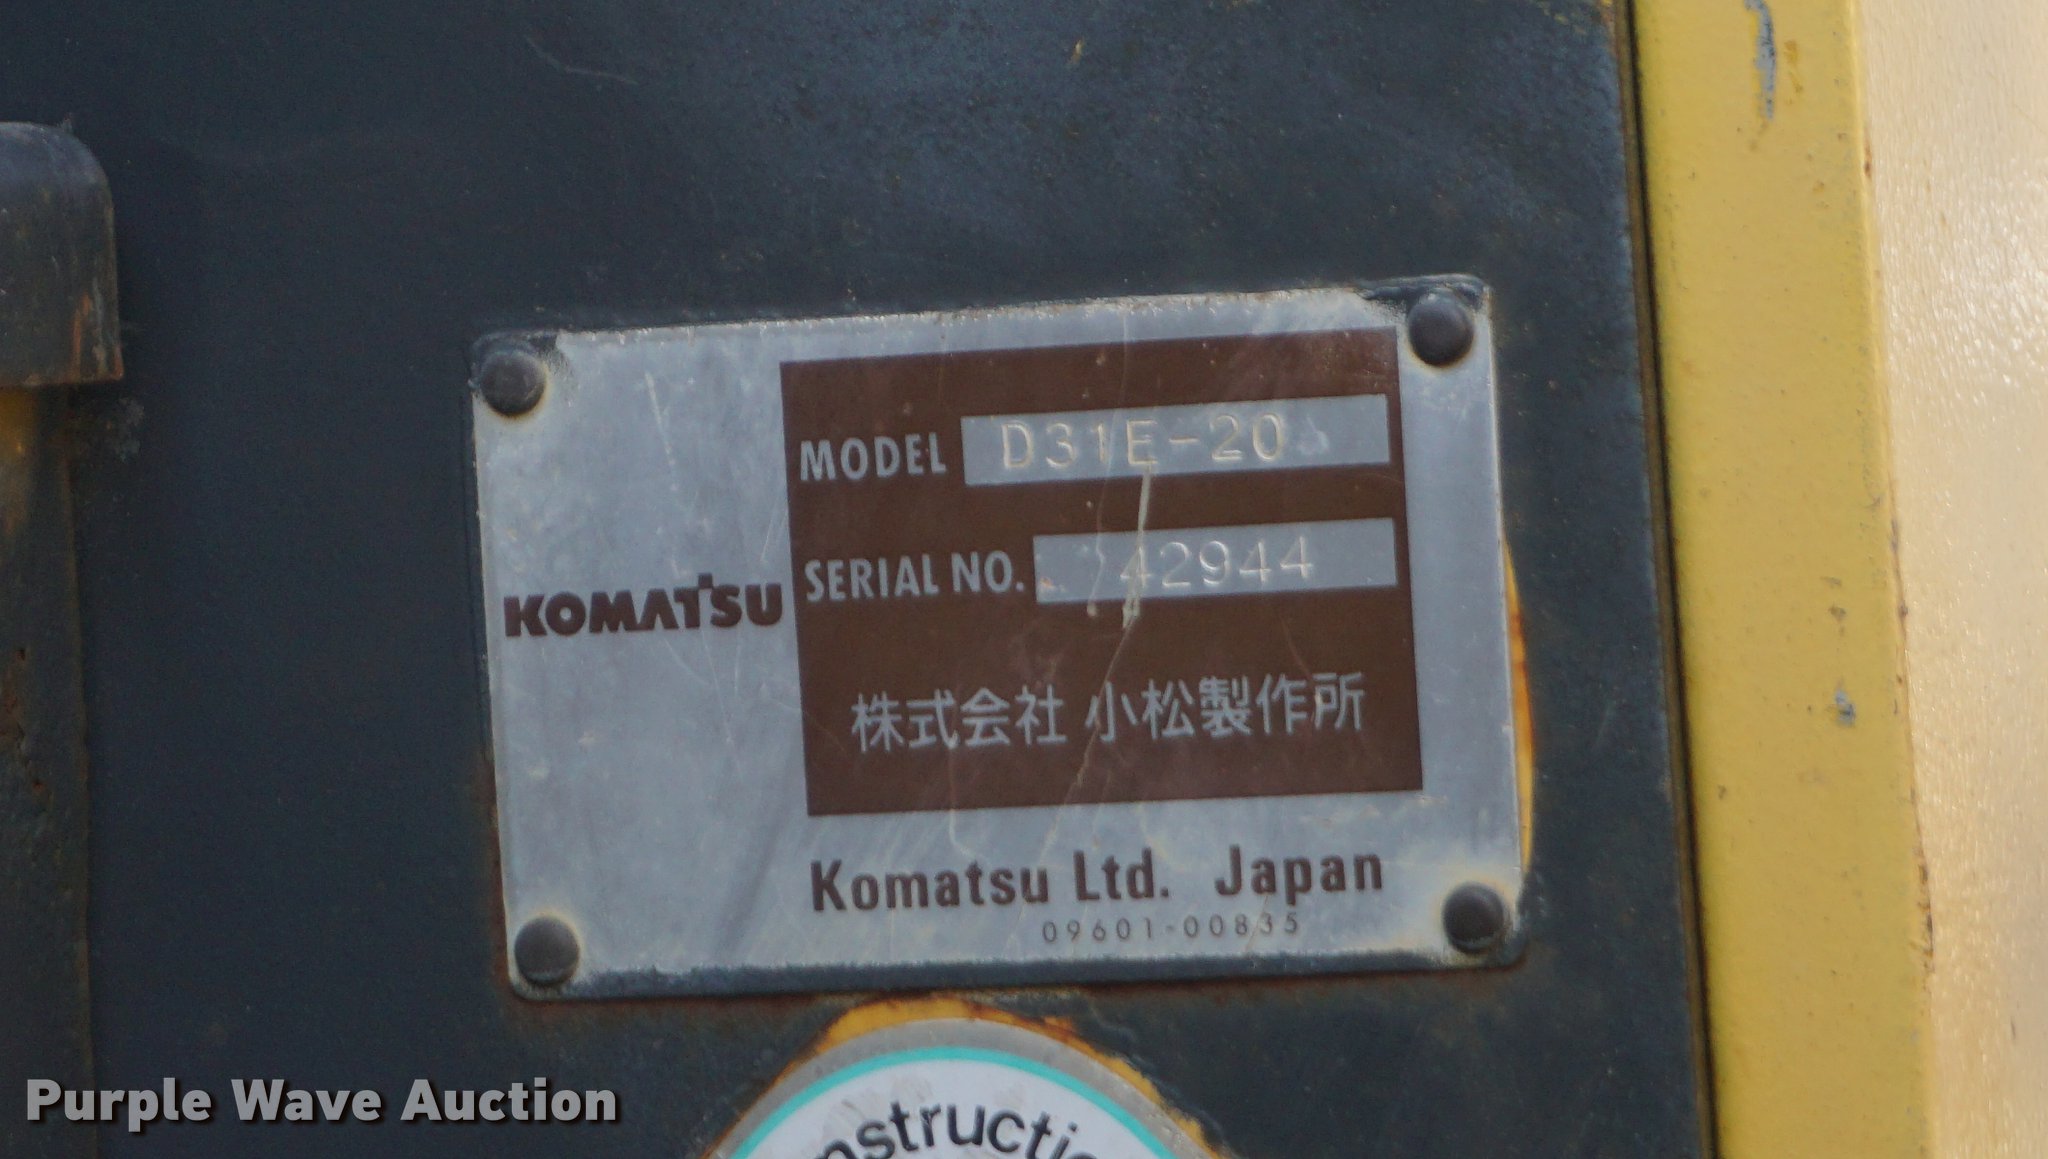 MODEL D31E-20
SERIAL NO. 42944
KOMATSU
株式会社 小松製作所
Komatsu Ltd. Japan
09601-00835
Purple Wave Auction
nstructi